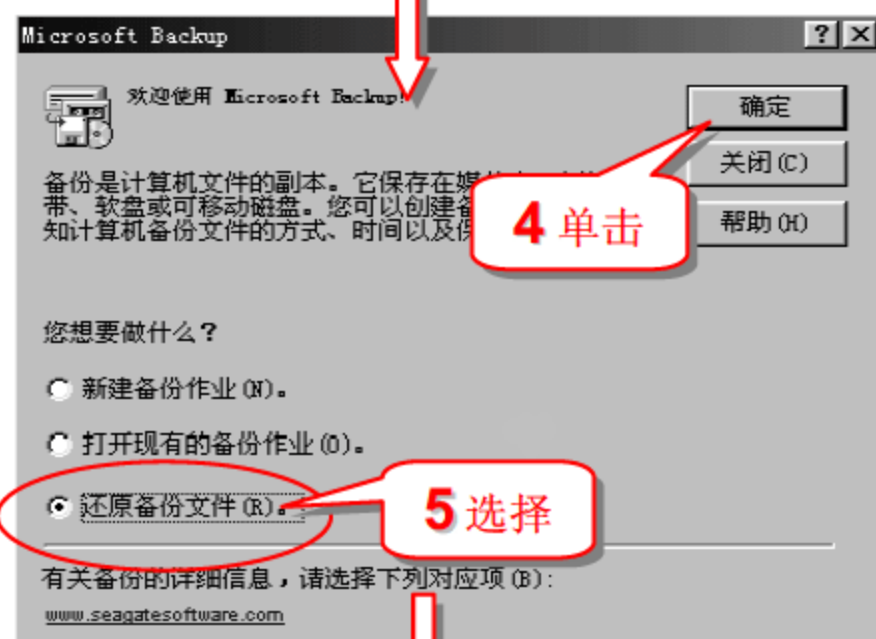 Microsoft Backup
欢迎使用 Microsoft Backup!
确定
备份是计算机文件的副本。它保存在
关闭(C)
带、软盘或可移动磁盘。您可以创建
4 单击
帮助(H)
知计算机备份文件的方式、时间以及
您想要做什么?
新建备份作业(N)。
打开现有的备份作业(O)。
还原备份文件(R)。
5 选择
有关备份的详细信息,请选择下列对应项(B):
www.seagatesoftware.com